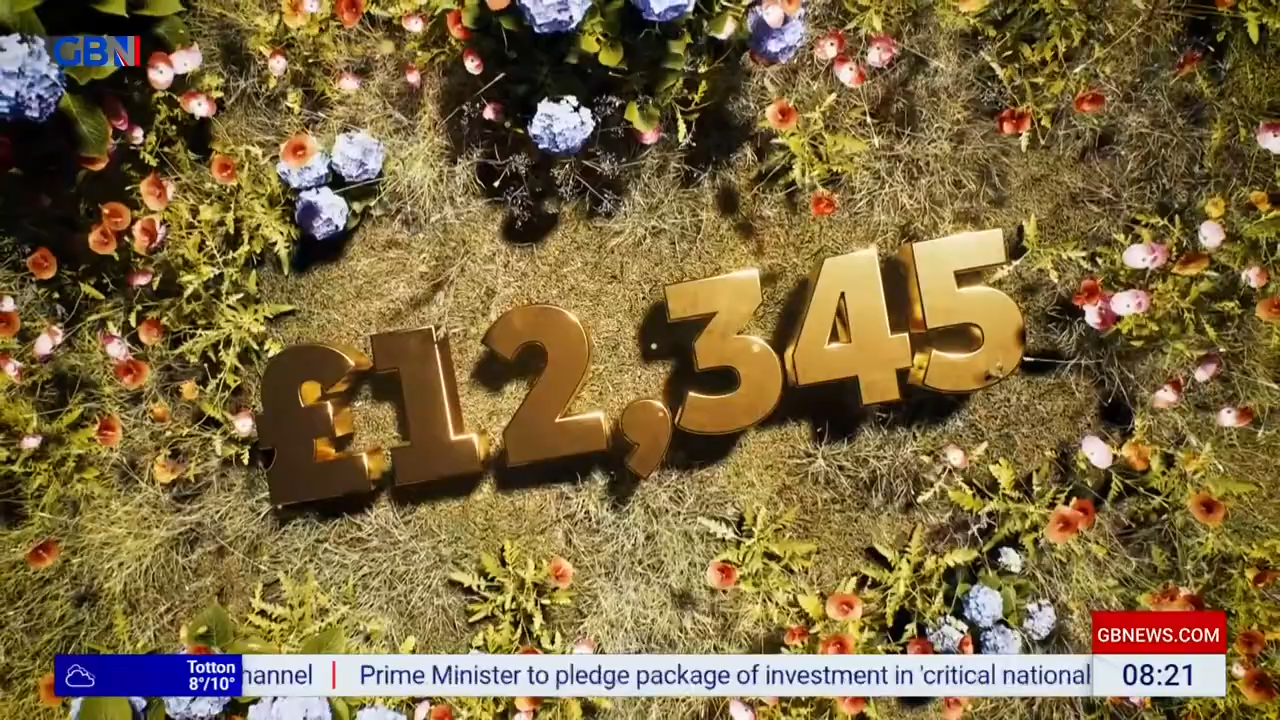 GBN
£12,345
GBNEWS.COM
Totton
8°/10°
hannel | Prime Minister to pledge package of investment in 'critical national
08:21